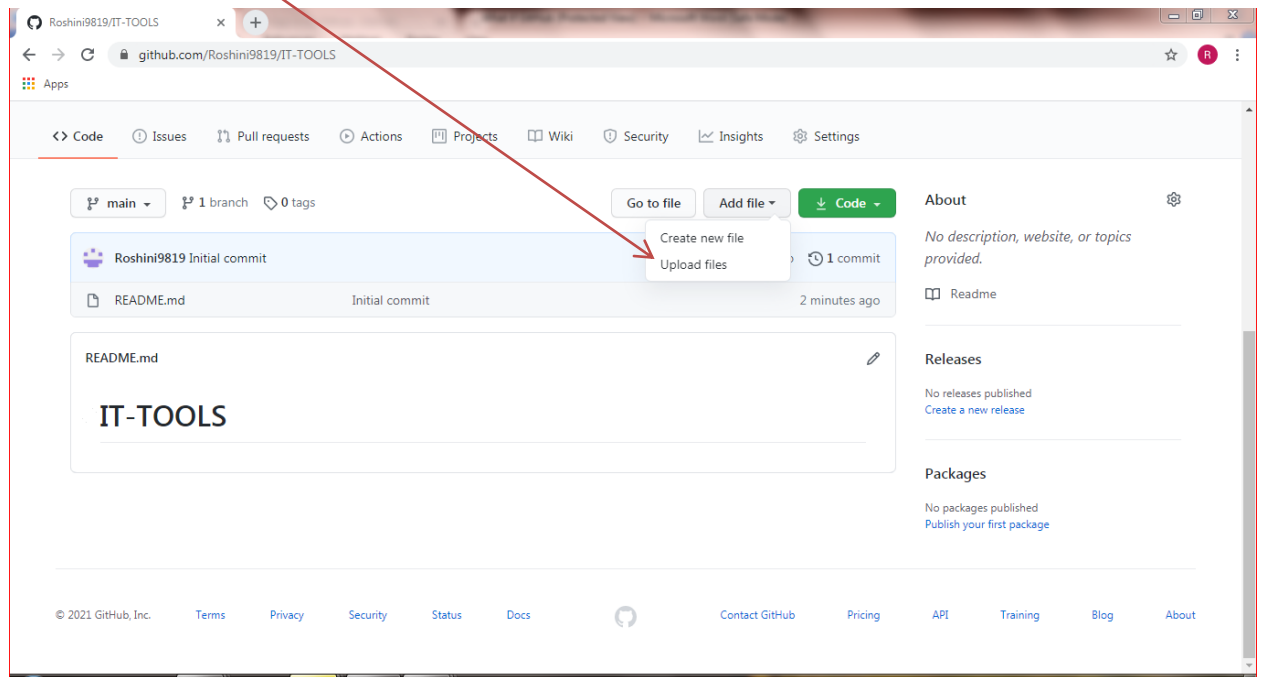 Roshini9819/IT-TOOLS
github.com/Roshini9819/IT-TOOLS
Apps
Code Issues Pull requests Actions Projects Wiki Security Insights Settings
main 1 branch 0 tags Go to file Add file Code
Create new file
Upload files
Roshini9819 Initial commit 1 commit
README.md Initial commit 2 minutes ago
README.md
IT-TOOLS
About
No description, website, or topics
provided.
Readme
Releases
No releases published
Create a new release
Packages
No packages published
Publish your first package
© 2021 GitHub, Inc. Terms Privacy Security Status Docs Contact GitHub Pricing API Training Blog About